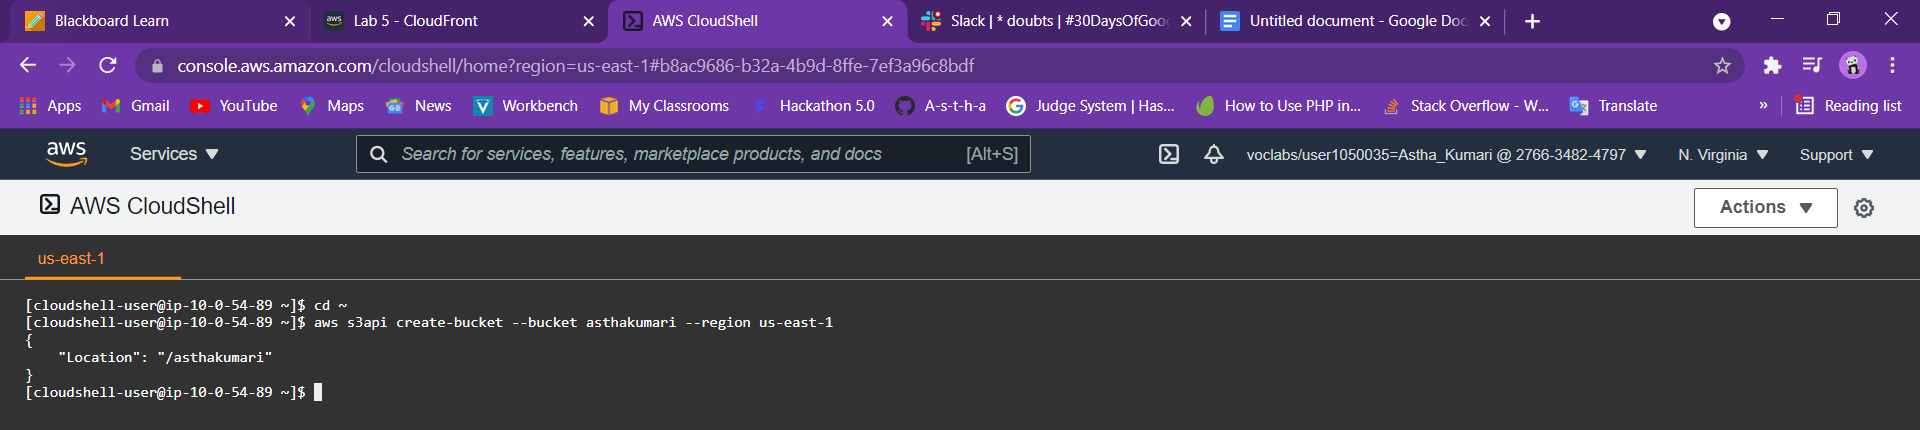 Blackboard Learn
aws Lab 5 - CloudFront
AWS CloudShell
Slack | * doubts | #30DaysOfGoo
Untitled document - Google Doc
console.aws.amazon.com/cloudshell/home?region=us-east-1#b8ac9686-b32a-4b9d-8ffe-7ef3a96c8bdf
Apps Gmail YouTube Maps News Workbench My Classrooms Hackathon 5.0 A-s-t-h-a Judge System | Has... How to Use PHP in... Stack Overflow - W... Translate » Reading list
aws Services Search for services, features, marketplace products, and docs [Alt+S] voclabs/user1050035=Astha_Kumari @ 2766-3482-4797 N. Virginia Support
AWS CloudShell Actions
us-east-1
[cloudshell-user@ip-10-0-54-89 ~]$ cd ~
[cloudshell-user@ip-10-0-54-89 ~]$ aws s3api create-bucket --bucket asthakumari --region us-east-1
{
    "Location": "/asthakumari"
}
[cloudshell-user@ip-10-0-54-89 ~]$